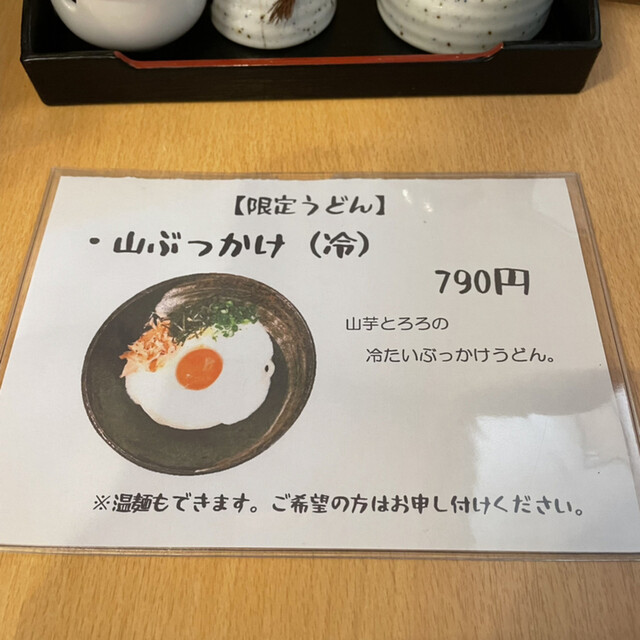 【限定うどん】
・山ぶっかけ（冷）
790円
山芋とろろの
冷たいぶっかけうどん。
※温麺もできます。ご希望の方はお申し付けください。